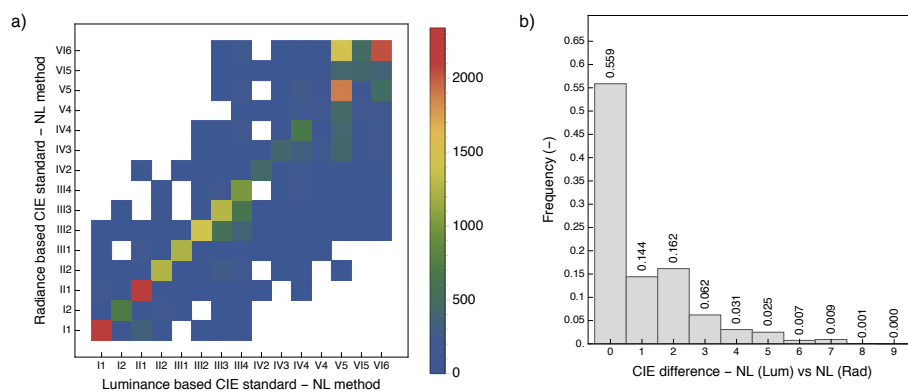 a)
Radiance based CIE standard – NL method
VI6
VI5
V5
V4
IV4
IV3
IV2
III4
III3
III2
III1
II2
II1
I2
I1
I1 I2 II1 II2 III1 III2 III3 III4 IV2 IV3 IV4 V4 V5 VI5 VI6
Luminance based CIE standard – NL method
2000
1500
1000
500
0
b)
Frequency (–)
0.65
0.6
0.55
0.5
0.45
0.4
0.35
0.3
0.25
0.2
0.15
0.1
0.05
0.
0.559
0.144
0.162
0.062
0.031
0.025
0.007
0.009
0.001
0.000
0 1 2 3 4 5 6 7 8 9
CIE difference – NL (Lum) vs NL (Rad)